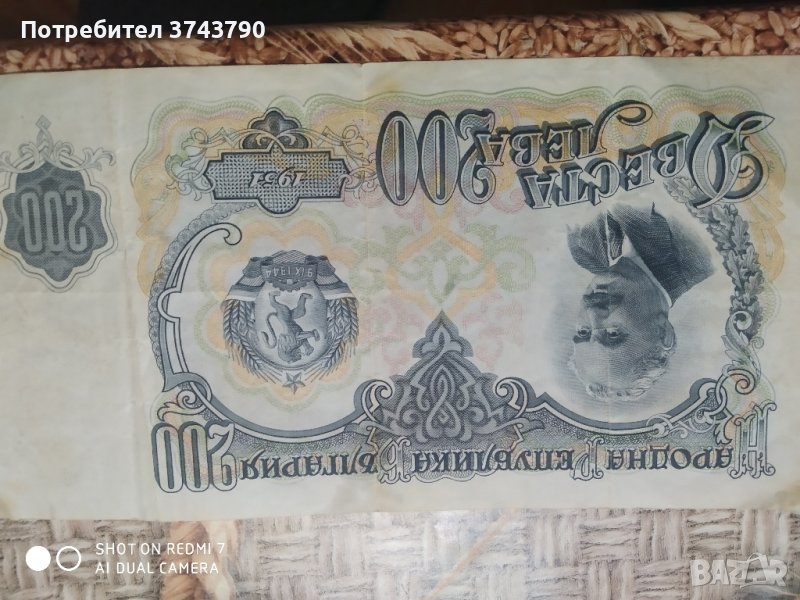 Потребител 3743790
Народна Република България
200
9 IX 1944
200
1951
200
Двеста
Лева
SHOT ON REDMI 7
AI DUAL CAMERA
BAZAR